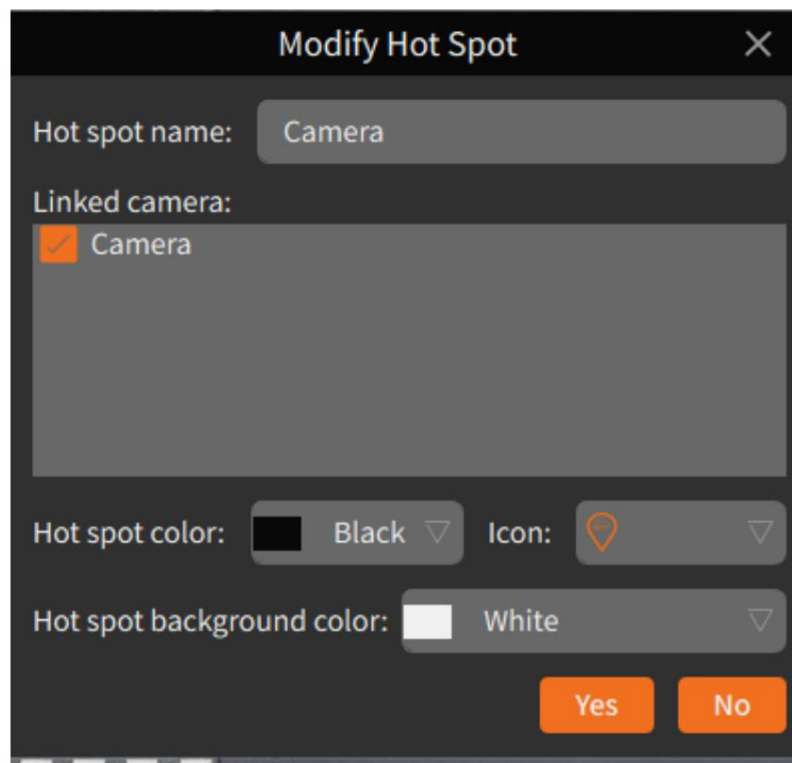 Modify Hot Spot
Hot spot name: Camera
Linked camera:
Camera
Hot spot color: Black Icon:
Hot spot background color: White
Yes No